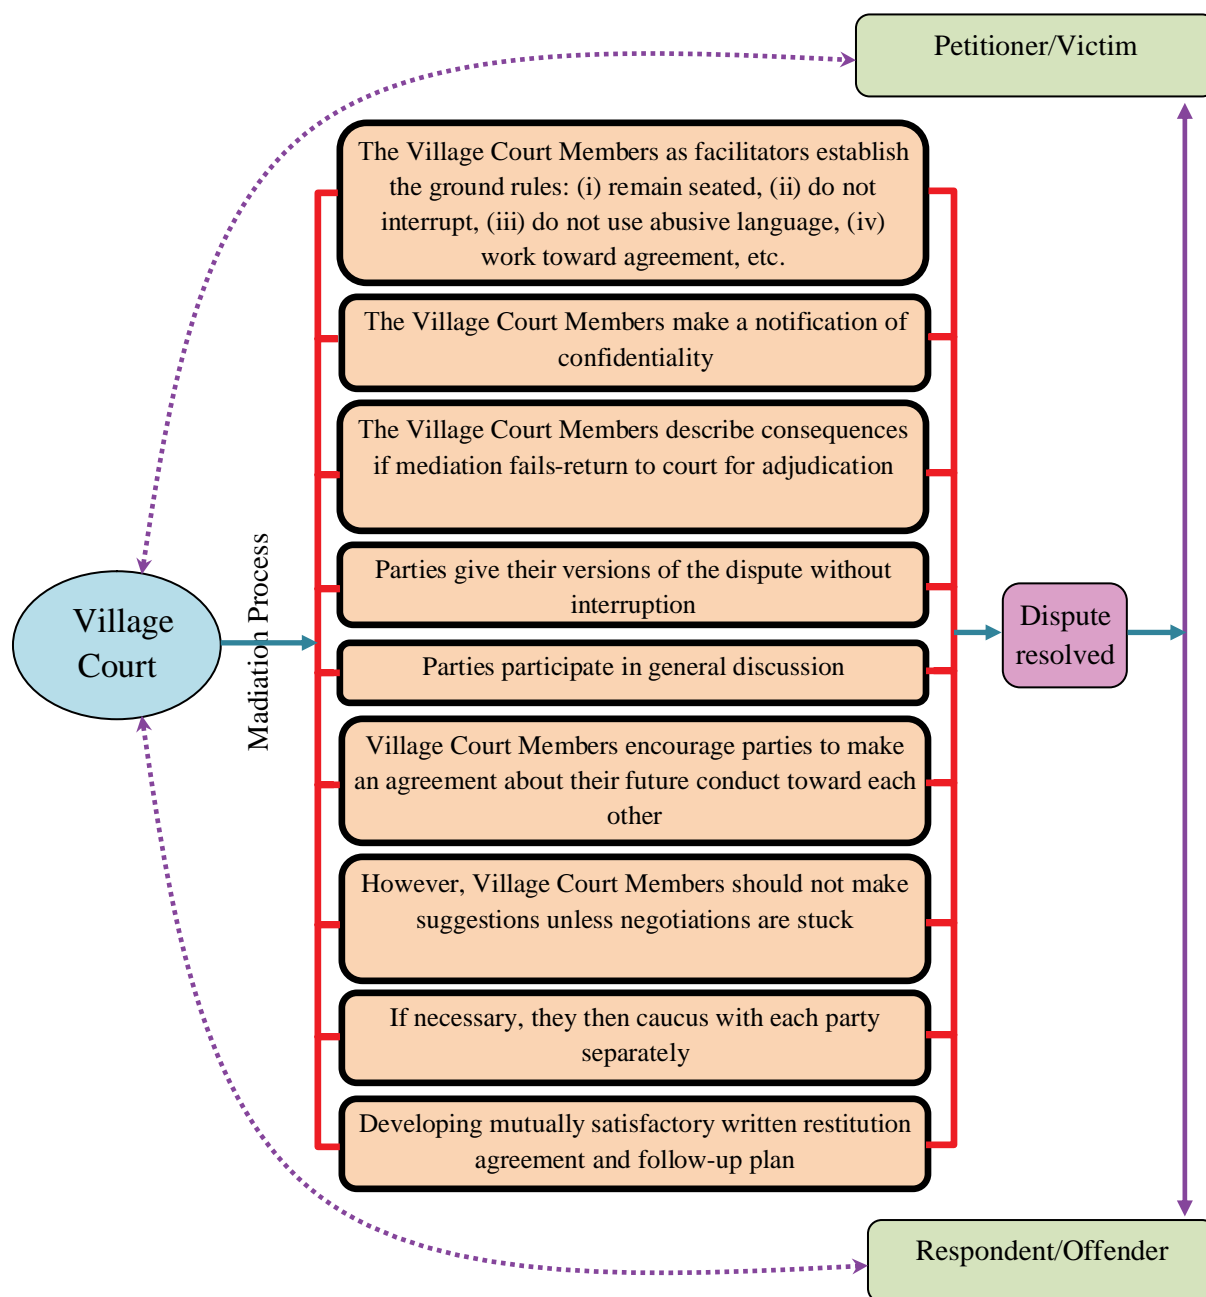 Petitioner/Victim
The Village Court Members as facilitators establish
the ground rules: (i) remain seated, (ii) do not
interrupt, (iii) do not use abusive language, (iv)
work toward agreement, etc.
The Village Court Members make a notification of
confidentiality
The Village Court Members describe consequences
if mediation fails-return to court for adjudication
Parties give their versions of the dispute without
interruption
Village
Court
Madiation Process
Dispute
resolved
Parties participate in general discussion
Village Court Members encourage parties to make
an agreement about their future conduct toward each
other
However, Village Court Members should not make
suggestions unless negotiations are stuck
If necessary, they then caucus with each party
separately
Developing mutually satisfactory written restitution
agreement and follow-up plan
Respondent/Offender